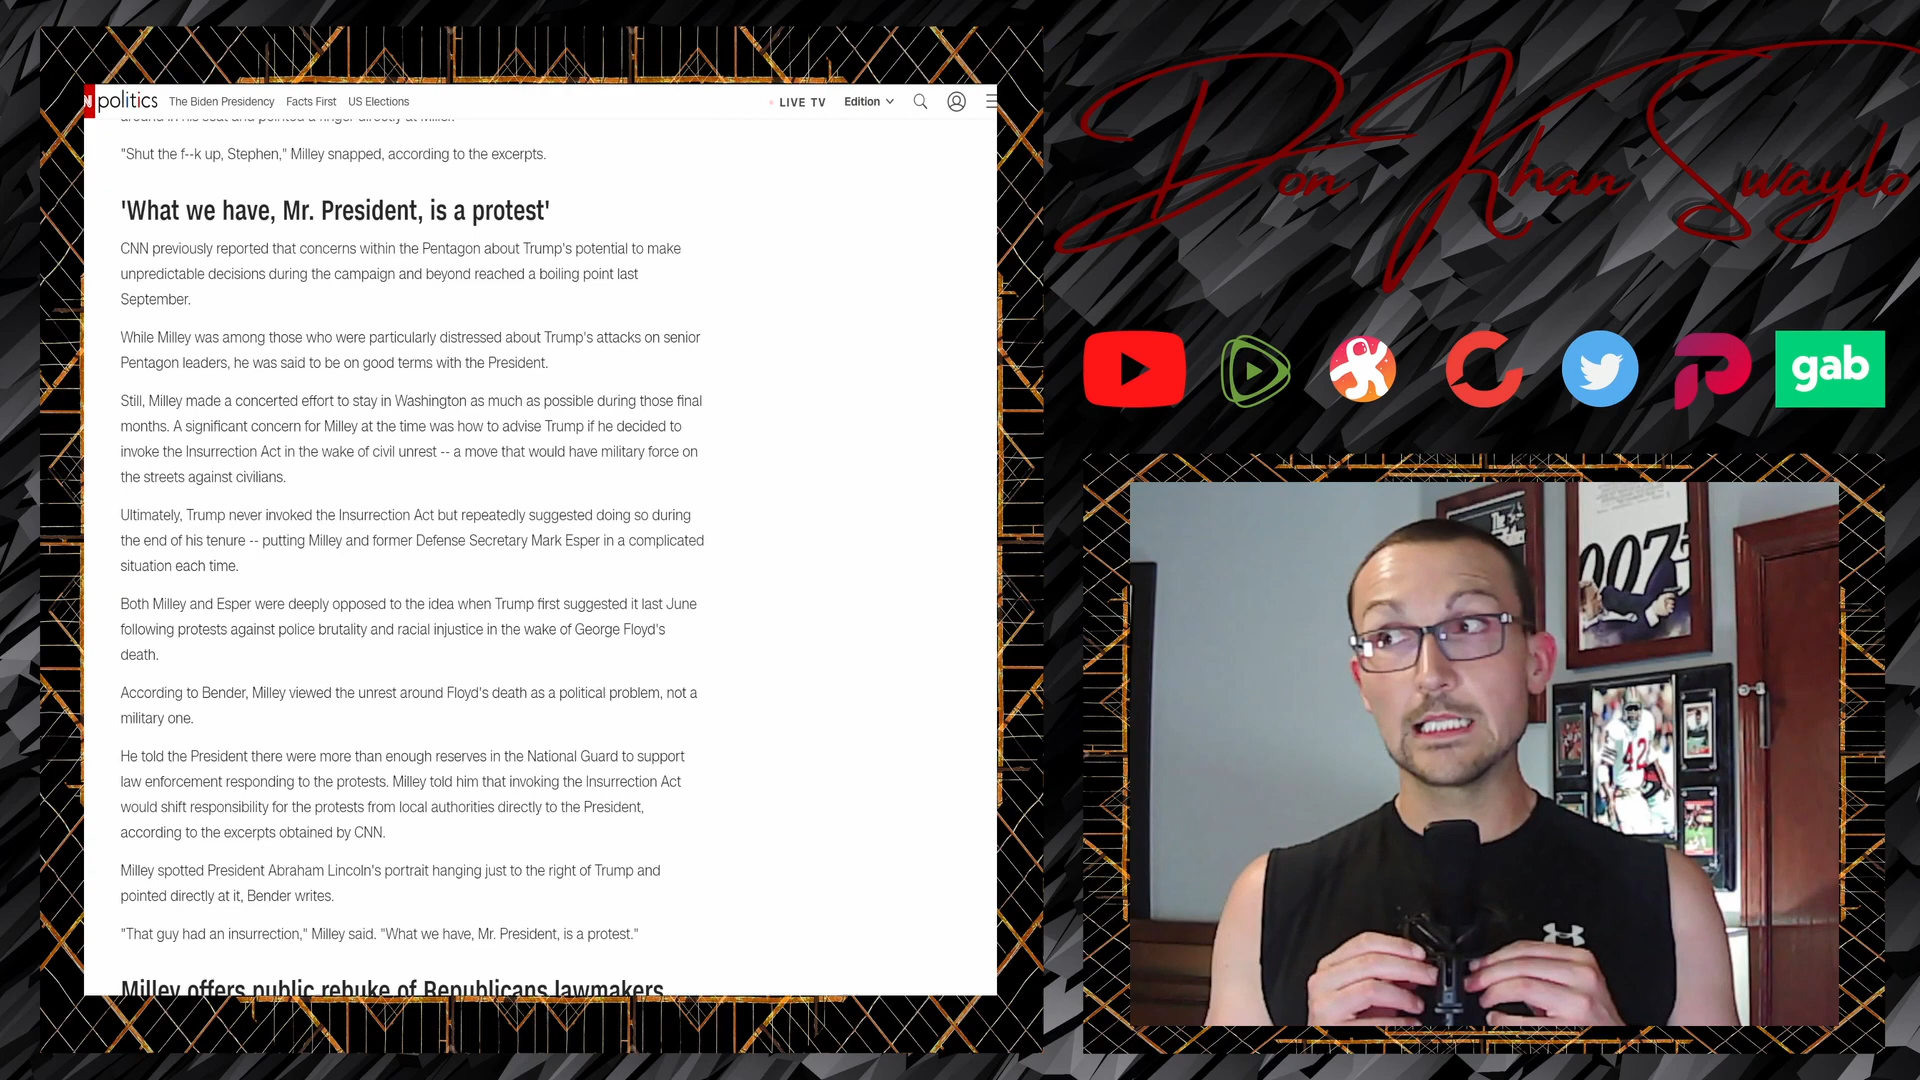 N politics The Biden Presidency Facts First US Elections LIVE TV Edition
around in his seat and pointed a finger directly at Miller.
"Shut the f--k up, Stephen," Milley snapped, according to the excerpts.
'What we have, Mr. President, is a protest'
CNN previously reported that concerns within the Pentagon about Trump's potential to make
unpredictable decisions during the campaign and beyond reached a boiling point last
September.
While Milley was among those who were particularly distressed about Trump's attacks on senior
Pentagon leaders, he was said to be on good terms with the President.
Still, Milley made a concerted effort to stay in Washington as much as possible during those final
months. A significant concern for Milley at the time was how to advise Trump if he decided to
invoke the Insurrection Act in the wake of civil unrest -- a move that would have military force on
the streets against civilians.
Ultimately, Trump never invoked the Insurrection Act but repeatedly suggested doing so during
the end of his tenure -- putting Milley and former Defense Secretary Mark Esper in a complicated
situation each time.
Both Milley and Esper were deeply opposed to the idea when Trump first suggested it last June
following protests against police brutality and racial injustice in the wake of George Floyd's
death.
According to Bender, Milley viewed the unrest around Floyd's death as a political problem, not a
military one.
He told the President there were more than enough reserves in the National Guard to support
law enforcement responding to the protests. Milley told him that invoking the Insurrection Act
would shift responsibility for the protests from local authorities directly to the President,
according to the excerpts obtained by CNN.
Milley spotted President Abraham Lincoln's portrait hanging just to the right of Trump and
pointed directly at it, Bender writes.
"That guy had an insurrection," Milley said. "What we have, Mr. President, is a protest."
Milley offers public rebuke of Republicans lawmakers
Don Khan Swaylo
gab
The
007
42